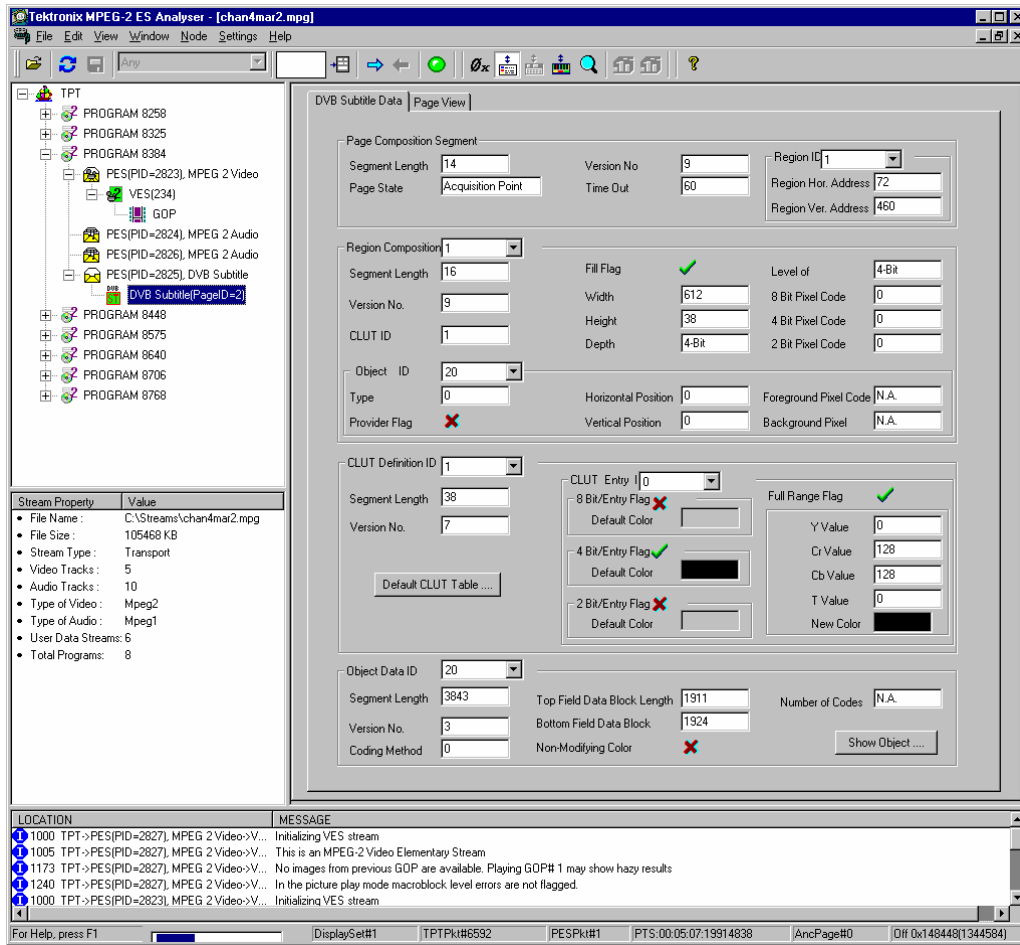 Tektronix MPEG-2 ES Analyser - [chan4mar2.mpg]
File Edit View Window Node Settings Help
Any
TPT
PROGRAM 8258
PROGRAM 8325
PROGRAM 8384
PES(PID=2823), MPEG 2 Video
VES(234)
GOP
PES(PID=2824), MPEG 2 Audio
PES(PID=2826), MPEG 2 Audio
PES(PID=2825), DVB Subtitle
DVB Subtitle(PageID=2)
PROGRAM 8448
PROGRAM 8575
PROGRAM 8640
PROGRAM 8706
PROGRAM 8768
Stream Property Value
File Name : C:\Streams\chan4mar2.mpg
File Size : 105468 KB
Stream Type : Transport
Video Tracks : 5
Audio Tracks : 10
Type of Video : Mpeg2
Type of Audio : Mpeg1
User Data Streams: 6
Total Programs: 8
DVB Subtitle Data Page View
Page Composition Segment
Segment Length 14 Version No 9 Region ID 1
Page State Acquisition Point Time Out 60 Region Hor. Address 72
Region Ver. Address 460
Region Composition 1
Segment Length 16 Fill Flag Level of 4-Bit
Version No. 9 Width 612 8 Bit Pixel Code 0
Height 38 4 Bit Pixel Code 0
CLUT ID 1 Depth 4-Bit 2 Bit Pixel Code 0
Object ID 20
Type 0 Horizontal Position 0 Foreground Pixel Code N.A.
Provider Flag Vertical Position 0 Background Pixel N.A.
CLUT Definition ID 1 CLUT Entry I 0
Segment Length 38 8 Bit/Entry Flag Full Range Flag
Version No. 7 Default Color Y Value 0
4 Bit/Entry Flag Cr Value 128
Default CLUT Table .... Default Color Cb Value 128
2 Bit/Entry Flag T Value 0
Default Color New Color
Object Data ID 20
Segment Length 3843 Top Field Data Block Length 1911 Number of Codes N.A.
Version No. 3 Bottom Field Data Block 1924
Coding Method 0 Non-Modifying Color Show Object ....
LOCATION MESSAGE
1000 TPT->PES(PID=2827), MPEG 2 Video->V... Initializing VES stream
1005 TPT->PES(PID=2827), MPEG 2 Video->V... This is an MPEG-2 Video Elementary Stream
1173 TPT->PES(PID=2827), MPEG 2 Video->V... No images from previous GOP are available. Playing GOP# 1 may show hazy results
1240 TPT->PES(PID=2827), MPEG 2 Video->V... In the picture play mode macroblock level errors are not flagged.
1000 TPT->PES(PID=2823), MPEG 2 Video->V... Initializing VES stream
For Help, press F1 DisplaySet#1 TPTPkt#6592 PESPkt#1 PTS:00:05:07:19914838 AncPage#0 Off 0x148448(1344584)